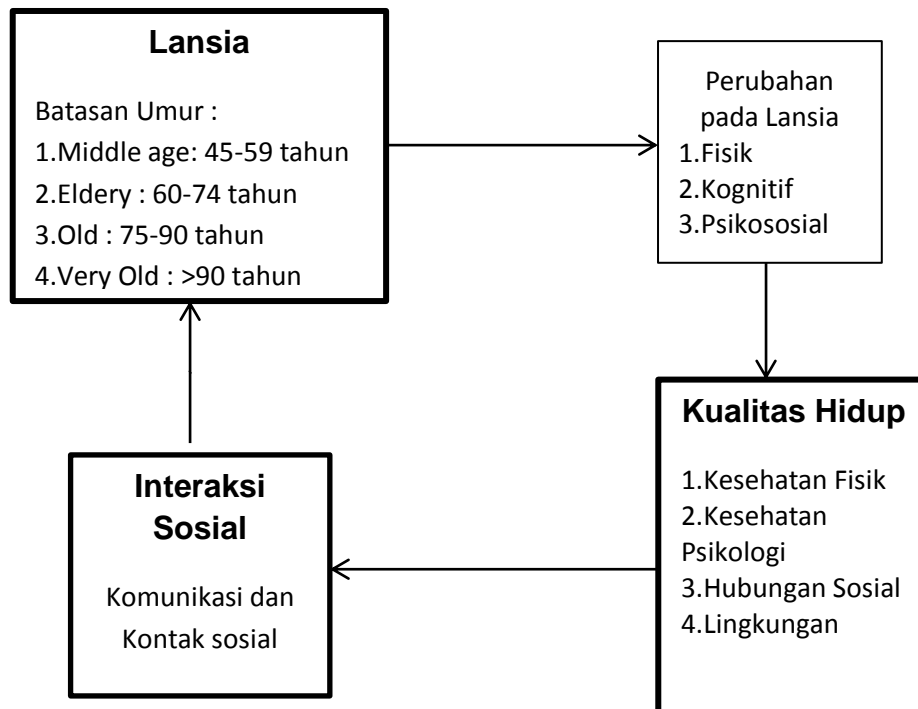 Lansia
Batasan Umur :
1.Middle age: 45-59 tahun
2.Eldery : 60-74 tahun
3.Old : 75-90 tahun
4.Very Old : >90 tahun
Perubahan
pada Lansia
1.Fisik
2.Kognitif
3.Psikososial
Kualitas Hidup
1.Kesehatan Fisik
2.Kesehatan
Psikologi
3.Hubungan Sosial
4.Lingkungan
Interaksi
Sosial
Komunikasi dan
Kontak sosial